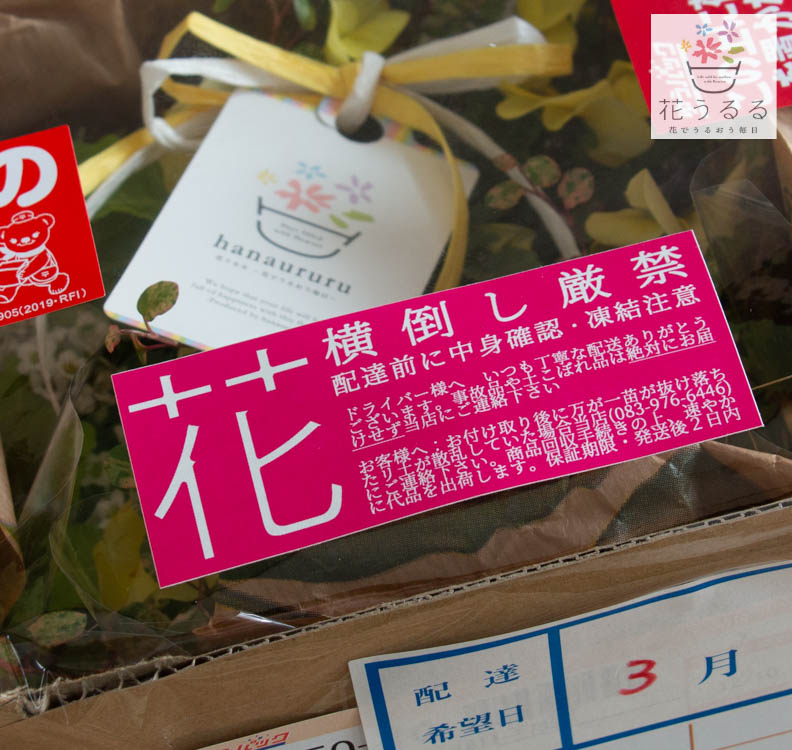 花うるる
花でうるおう毎日
の
905(2019・RFI)
hanaururu
花
横倒し厳禁
配達前に中身確認・凍結注意
ドライバー様へ いつも丁寧な配送ありがとう
ございます。事故品や土こぼれ品は絶対にお届
けせず当店にご連絡下さい
お客様へ：お付け取り後に万が一苗が抜け落ち
たり土が散乱していた場合当店(083-976-6446)
にご連絡下さい。商品回収手続きの上、速やか
に代品を出荷します。保証期限・発送後2日内
配達
希望日
3月